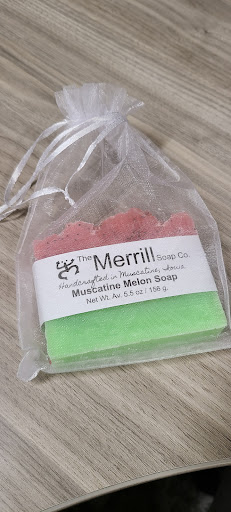 The Merrill Soap Co.
Handcrafted in Muscatine, Iowa
Muscatine Melon Soap
Net Wt. Av. 5.5 oz / 156 g.